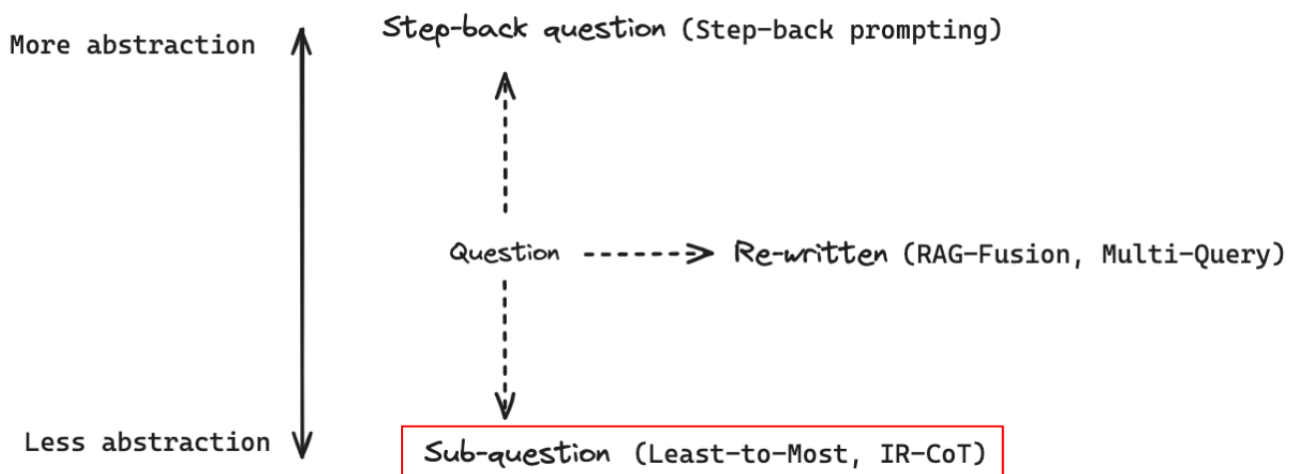 More abstraction
Step-back question (Step-back prompting)
Question
Re-written (RAG-Fusion, Multi-Query)
Less abstraction
Sub-question (Least-to-Most, IR-CoT)